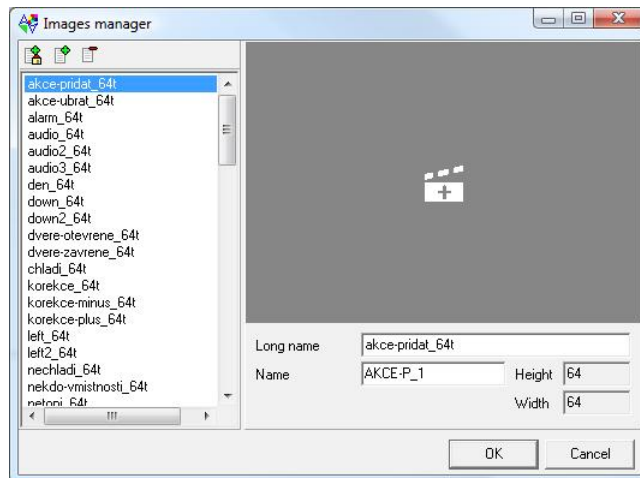 Images manager
akce-pridat_64t
akce-ubrat_64t
alarm_64t
audio_64t
audio2_64t
audio3_64t
den_64t
down_64t
down2_64t
dvere-otevrene_64t
dvere-zavrene_64t
chladi_64t
korekce_64t
korekce-minus_64t
korekce-plus_64t
left_64t
left2_64t
nechladi_64t
nekdo-vmistnosti_64t
netopi_64t
Long name akce-pridat_64t
Name AKCE-P_1 Height 64
Width 64
OK Cancel